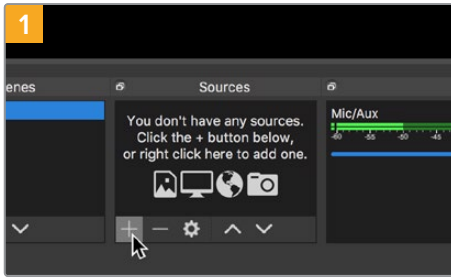 1
enes
Sources
You don't have any sources.
Click the + button below,
or right click here to add one.
Mic/Aux
-60 -55 -50 -45